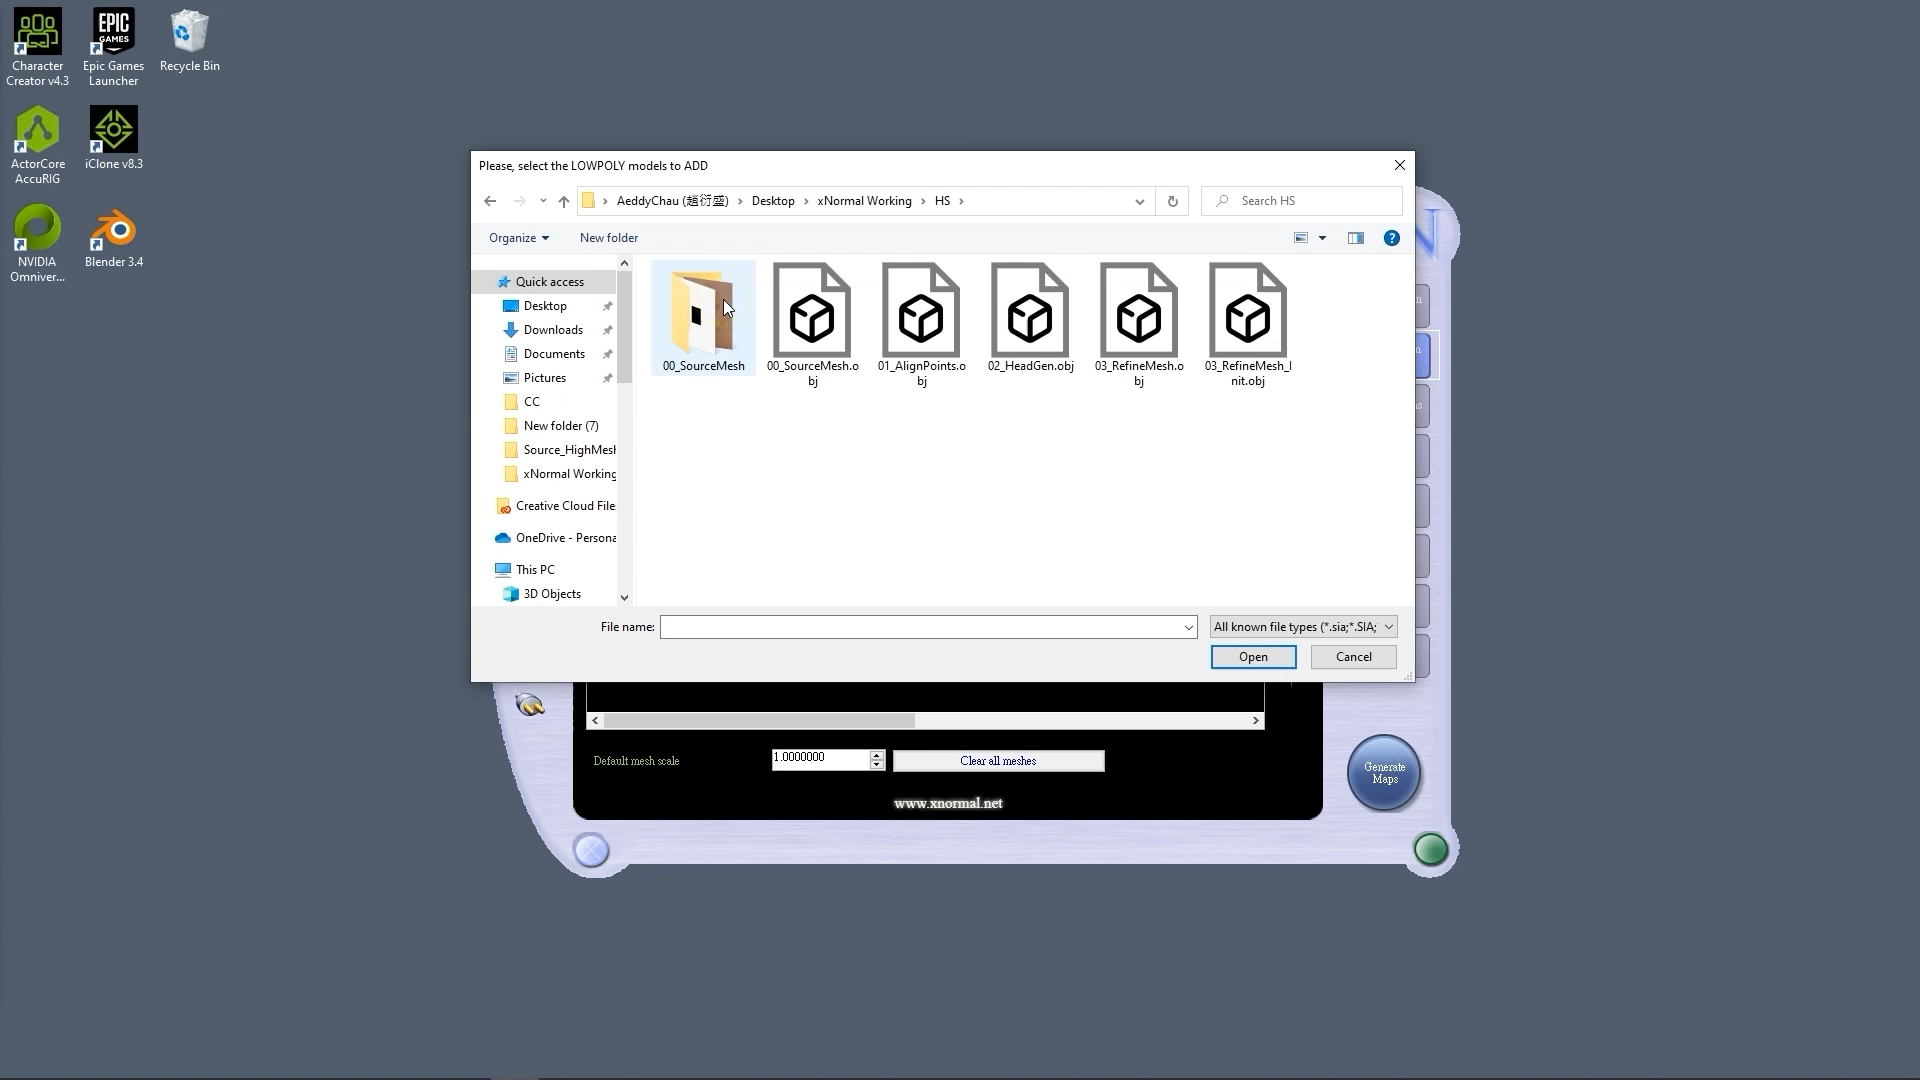 Character
Creator v4.3
EPIC
GAMES
Epic Games
Launcher
Recycle Bin
ActorCore
AccuRIG
iClone v8.3
NVIDIA
Omniver...
Blender 3.4
Please, select the LOWPOLY models to ADD
AeddyChau (趙衍盛) > Desktop > xNormal Working > HS >
Search HS
Organize
New folder
Quick access
Desktop
Downloads
Documents
Pictures
CC
New folder (7)
Source_HighMesh
xNormal Working
Creative Cloud File
OneDrive - Persona
This PC
3D Objects
00_SourceMesh
00_SourceMesh.o
bj
01_AlignPoints.o
bj
02_HeadGen.obj
03_RefineMesh.o
bj
03_RefineMesh_I
nit.obj
File name:
All known file types (*.sia;*.SIA;
Open
Cancel
Default mesh scale
1.0000000
Clear all meshes
www.xnormal.net
Generate
Maps